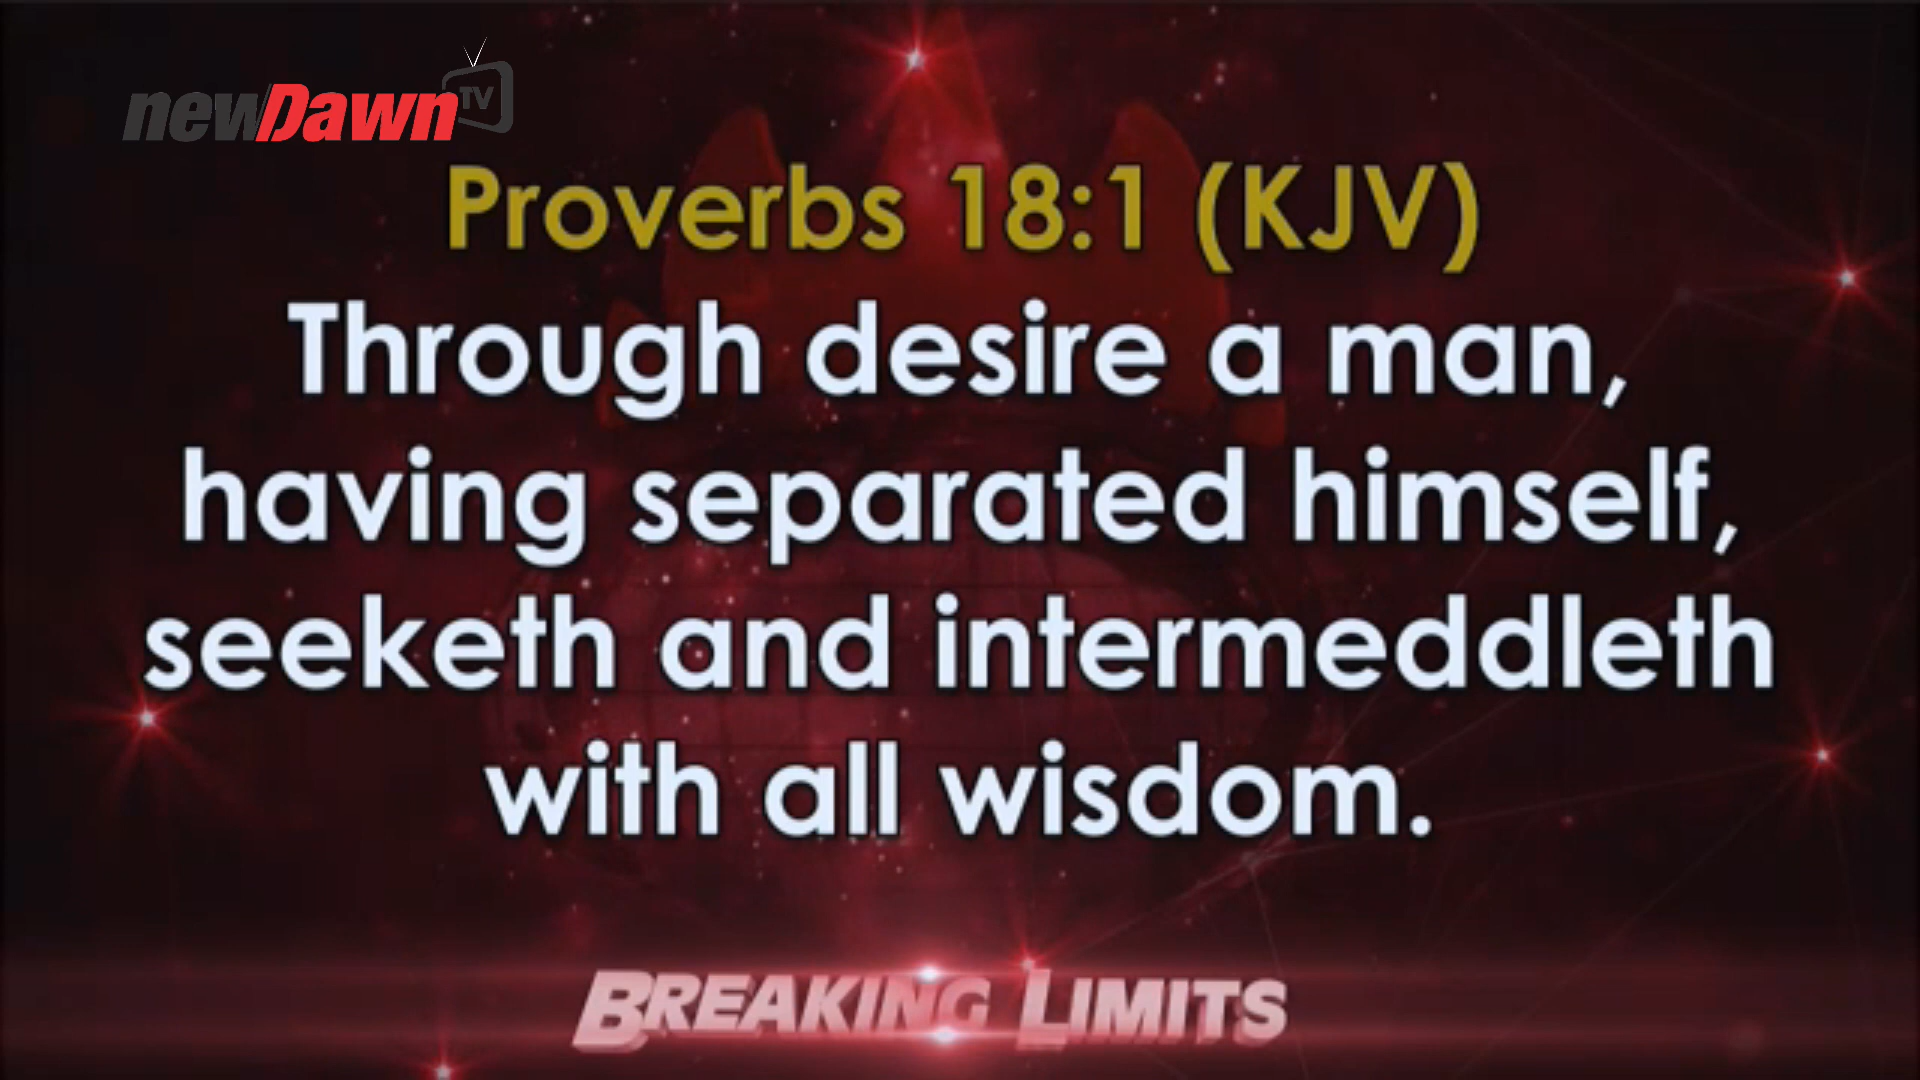 newDawn TV
Proverbs 18:1 (KJV)
Through desire a man,
having separated himself,
seeketh and intermeddleth
with all wisdom.
BREAKING LIMITS